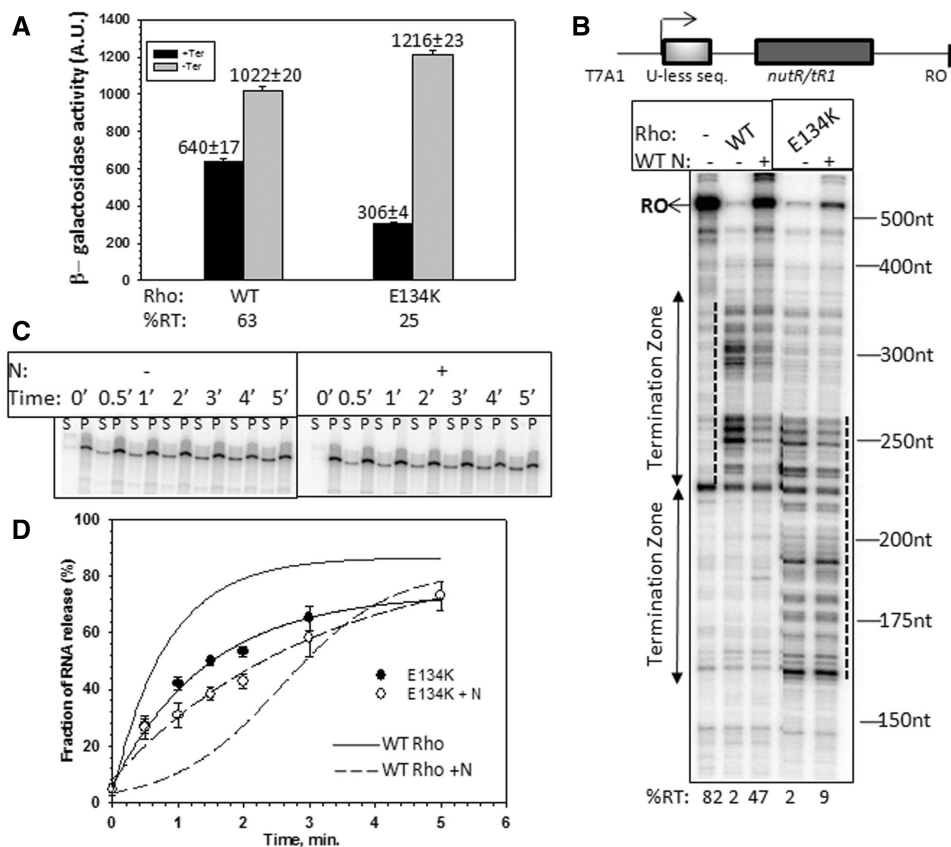 A
β– galactosidase activity (A.U.)
1400
1200
1000
800
600
400
200
0
+Ter
-Ter
640±17
1022±20
306±4
1216±23
Rho: WT E134K
%RT: 63 25
B
T7A1 U-less seq. nutR/tR1 RO
Rho: - WT E134K
WT N: - - + - +
RO
500nt
400nt
300nt
250nt
200nt
175nt
150nt
Termination Zone
Termination Zone
%RT: 82 2 47 2 9
C
N: - +
Time: 0’ 0.5’ 1’ 2’ 3’ 4’ 5’ 0’ 0.5’ 1’ 2’ 3’ 4’ 5’
S P S P S P S P S P S P S P S P S P S P S P S P S P S P
D
Fraction of RNA release (%)
100
80
60
40
20
0
E134K
E134K + N
WT Rho
WT Rho +N
0 1 2 3 4 5 6
Time, min.